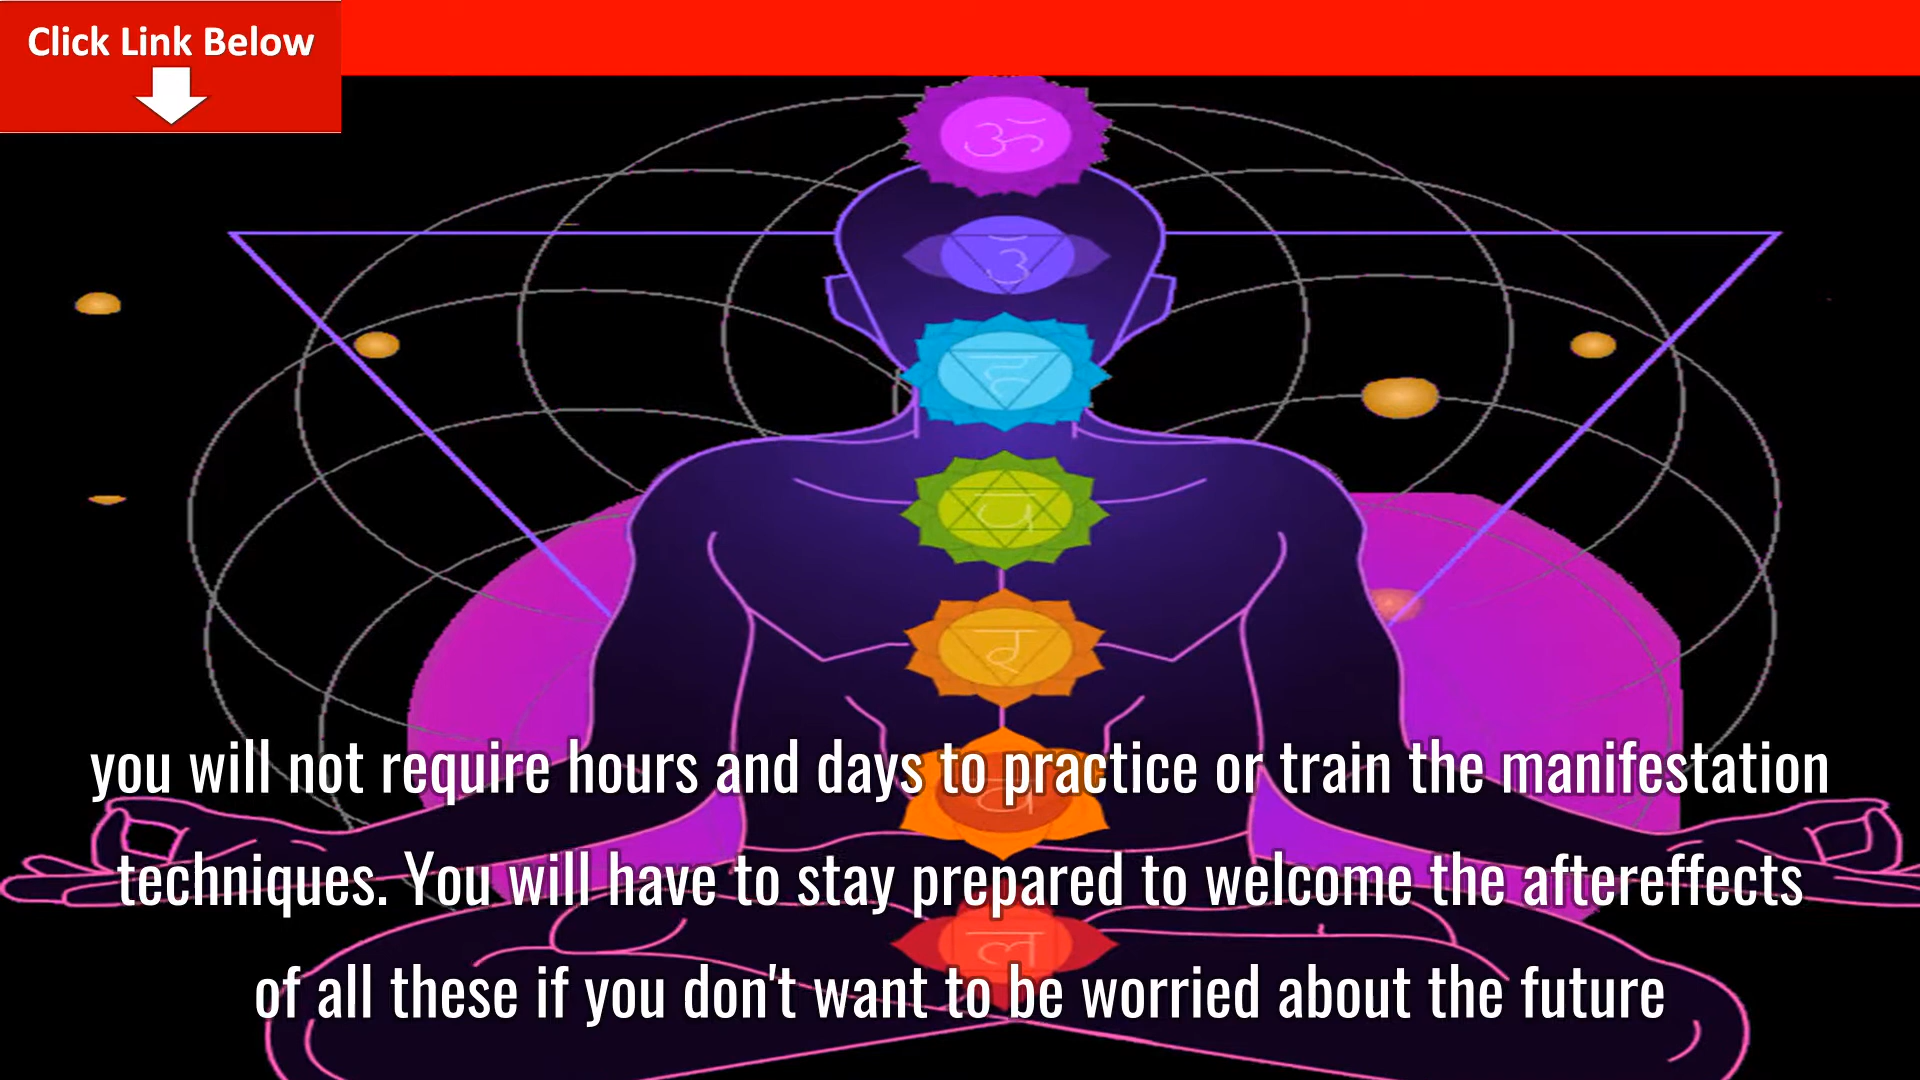 Click Link Below
ॐ
ॐ
हं
यं
रं
वं
लं
you will not require hours and days to practice or train the manifestation
techniques. You will have to stay prepared to welcome the aftereffects
of all these if you don't want to be worried about the future